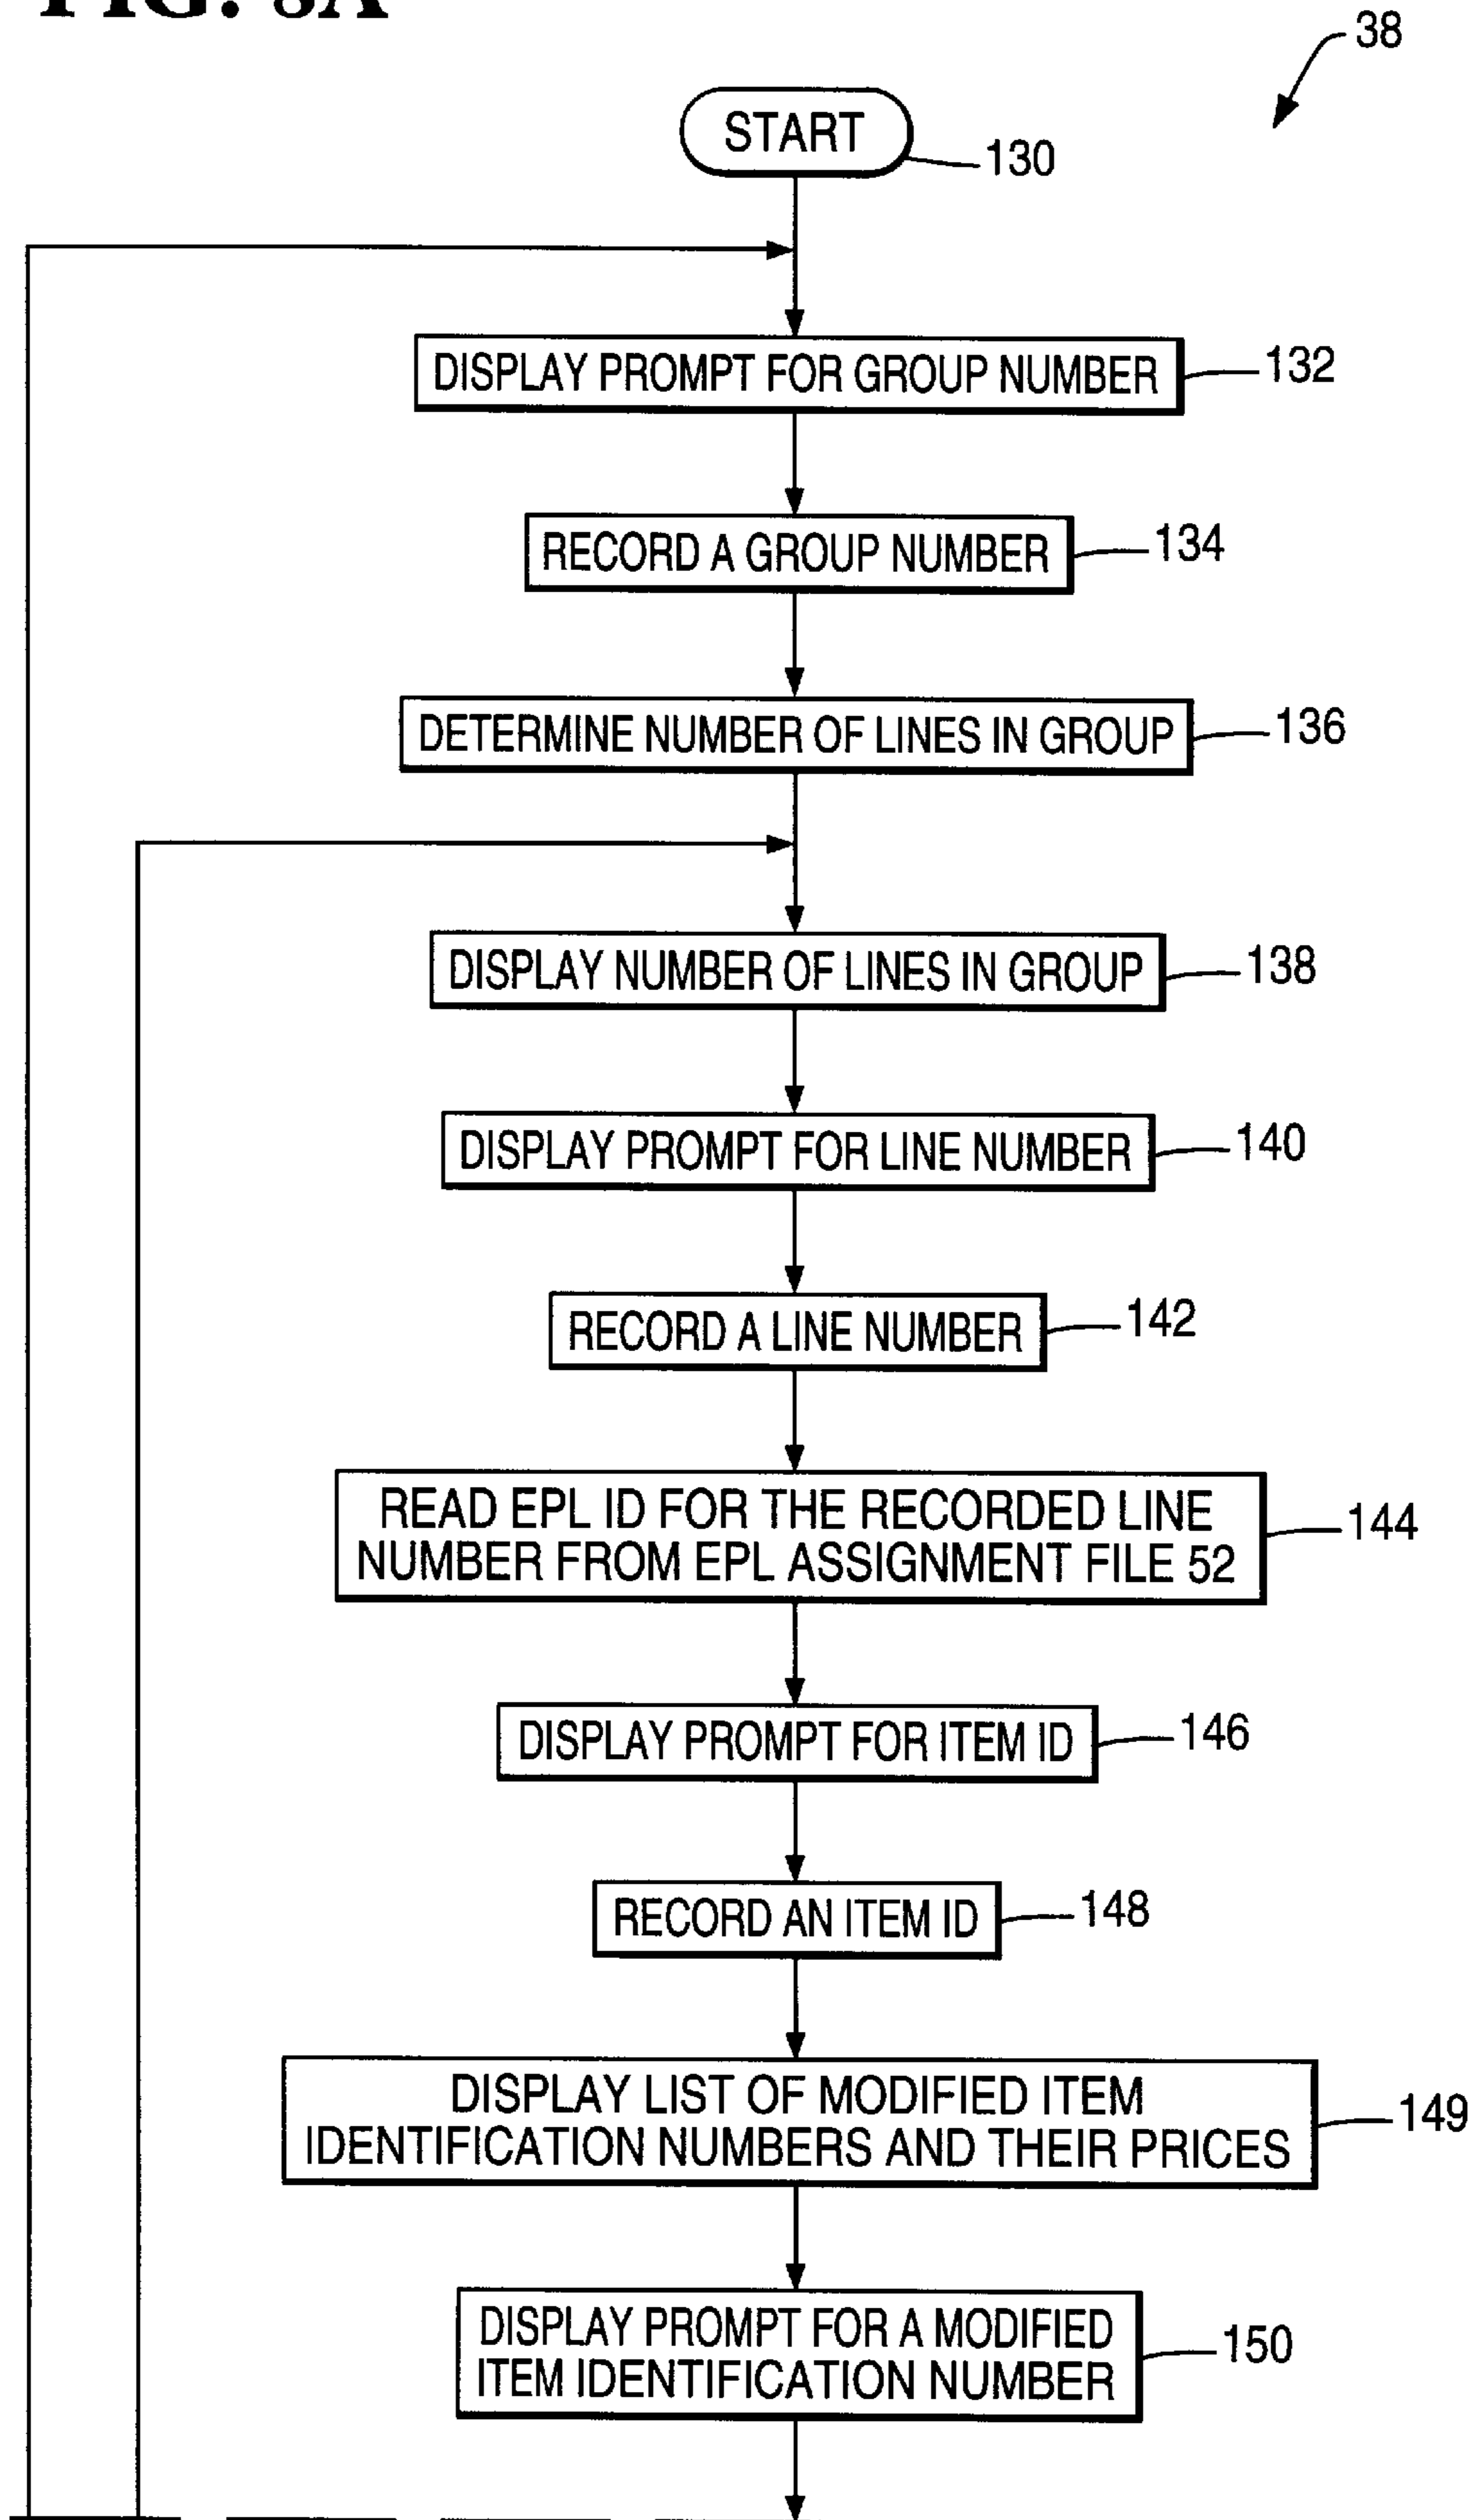 38
START
130
DISPLAY PROMPT FOR GROUP NUMBER
132
RECORD A GROUP NUMBER
134
DETERMINE NUMBER OF LINES IN GROUP
136
DISPLAY NUMBER OF LINES IN GROUP
138
DISPLAY PROMPT FOR LINE NUMBER
140
RECORD A LINE NUMBER
142
READ EPL ID FOR THE RECORDED LINE
NUMBER FROM EPL ASSIGNMENT FILE 52
144
DISPLAY PROMPT FOR ITEM ID
146
RECORD AN ITEM ID
148
DISPLAY LIST OF MODIFIED ITEM
IDENTIFICATION NUMBERS AND THEIR PRICES
149
DISPLAY PROMPT FOR A MODIFIED
ITEM IDENTIFICATION NUMBER
150